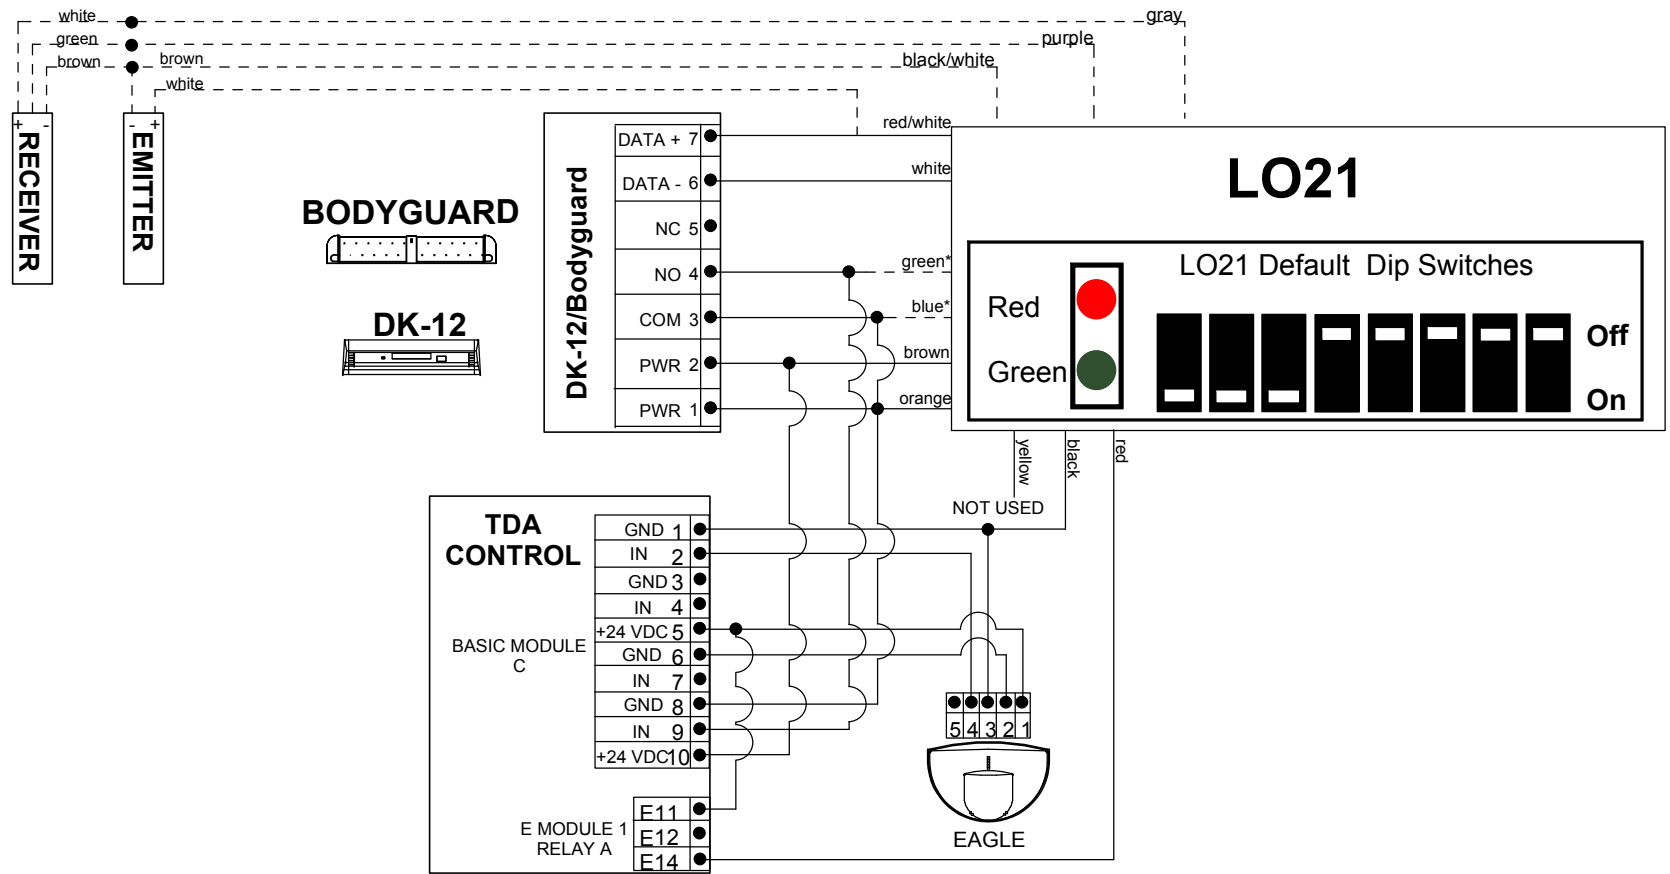 white
gray
green
purple
brown
brown
black/white
white
+ -
RECEIVER
- +
EMITTER
BODYGUARD
DK-12
DK-12/Bodyguard
DATA + 7
DATA - 6
NC 5
NO 4
COM 3
PWR 2
PWR 1
red/white
white
green*
blue*
brown
orange
LO21
LO21 Default Dip Switches
Red
Green
Off
On
yellow
black
red
NOT USED
TDA
CONTROL
BASIC MODULE
C
GND 1
IN 2
GND 3
IN 4
+24 VDC 5
GND 6
IN 7
GND 8
IN 9
+24 VDC 10
E MODULE 1
RELAY A
E11
E12
E14
5 4 3 2 1
EAGLE